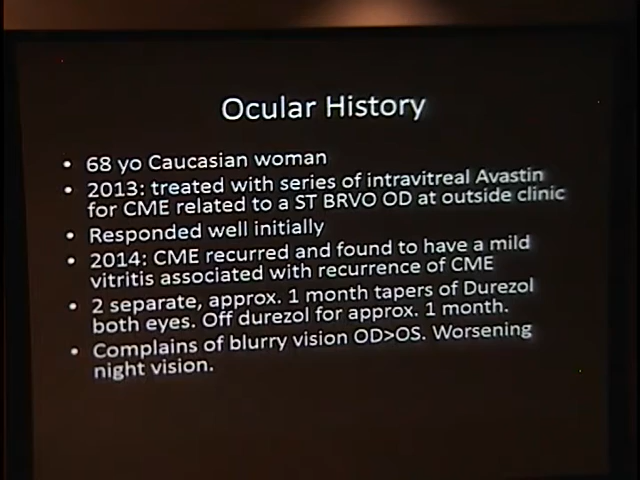 Ocular History
• 68 yo Caucasian woman
• 2013: treated with series of intravitreal Avastin
for CME related to a ST BRVO OD at outside clinic
• Responded well initially
• 2014: CME recurred and found to have a mild
vitritis associated with recurrence of CME
• 2 separate, approx. 1 month tapers of Durezol
both eyes. Off durezol for approx. 1 month.
• Complains of blurry vision OD>OS. Worsening
night vision.